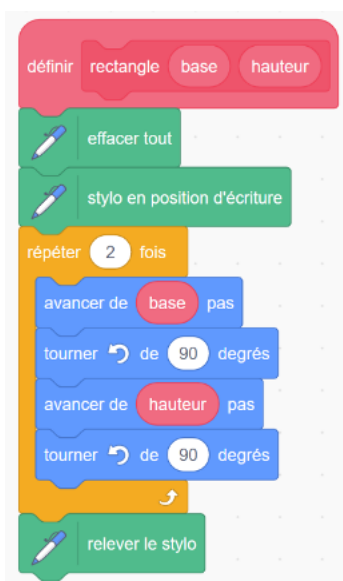 définir rectangle base hauteur
effacer tout
stylo en position d'écriture
répéter 2 fois
avancer de base pas
tourner de 90 degrés
avancer de hauteur pas
tourner de 90 degrés
relever le stylo